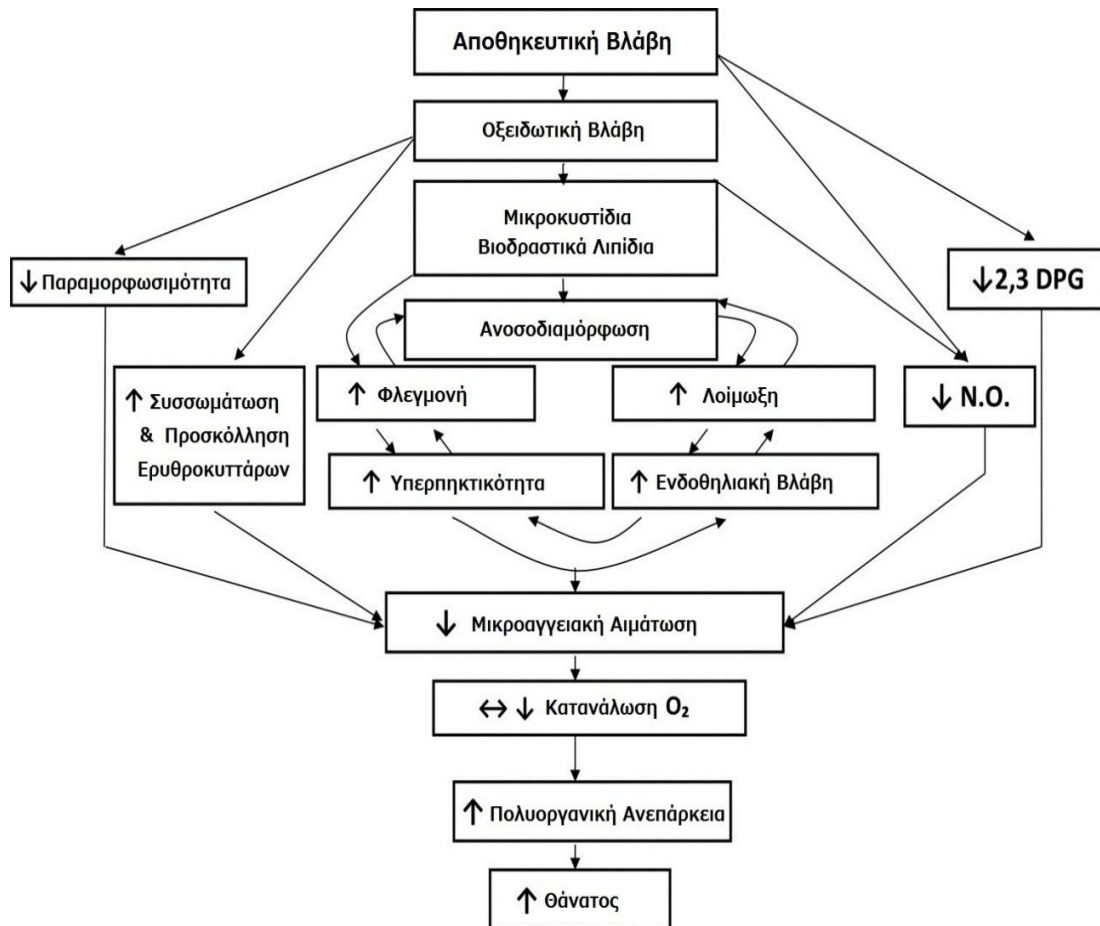 Αποθηκευτική Βλάβη
Οξειδωτική Βλάβη
Μικροκυστίδια
Βιοδραστικά Λιπίδια
↓ Παραμορφωσιμότητα
↓2,3 DPG
Ανοσοδιαμόρφωση
↑ Συσσωμάτωση
& Προσκόλληση
Ερυθροκυττάρων
↑ Φλεγμονή
↑ Λοίμωξη
↓ N.O.
↑ Υπερπηκτικότητα
↑ Ενδοθηλιακή Βλάβη
↓ Μικροαγγειακή Αιμάτωση
↔ ↓ Κατανάλωση O₂
↑ Πολυοργανική Ανεπάρκεια
↑ Θάνατος